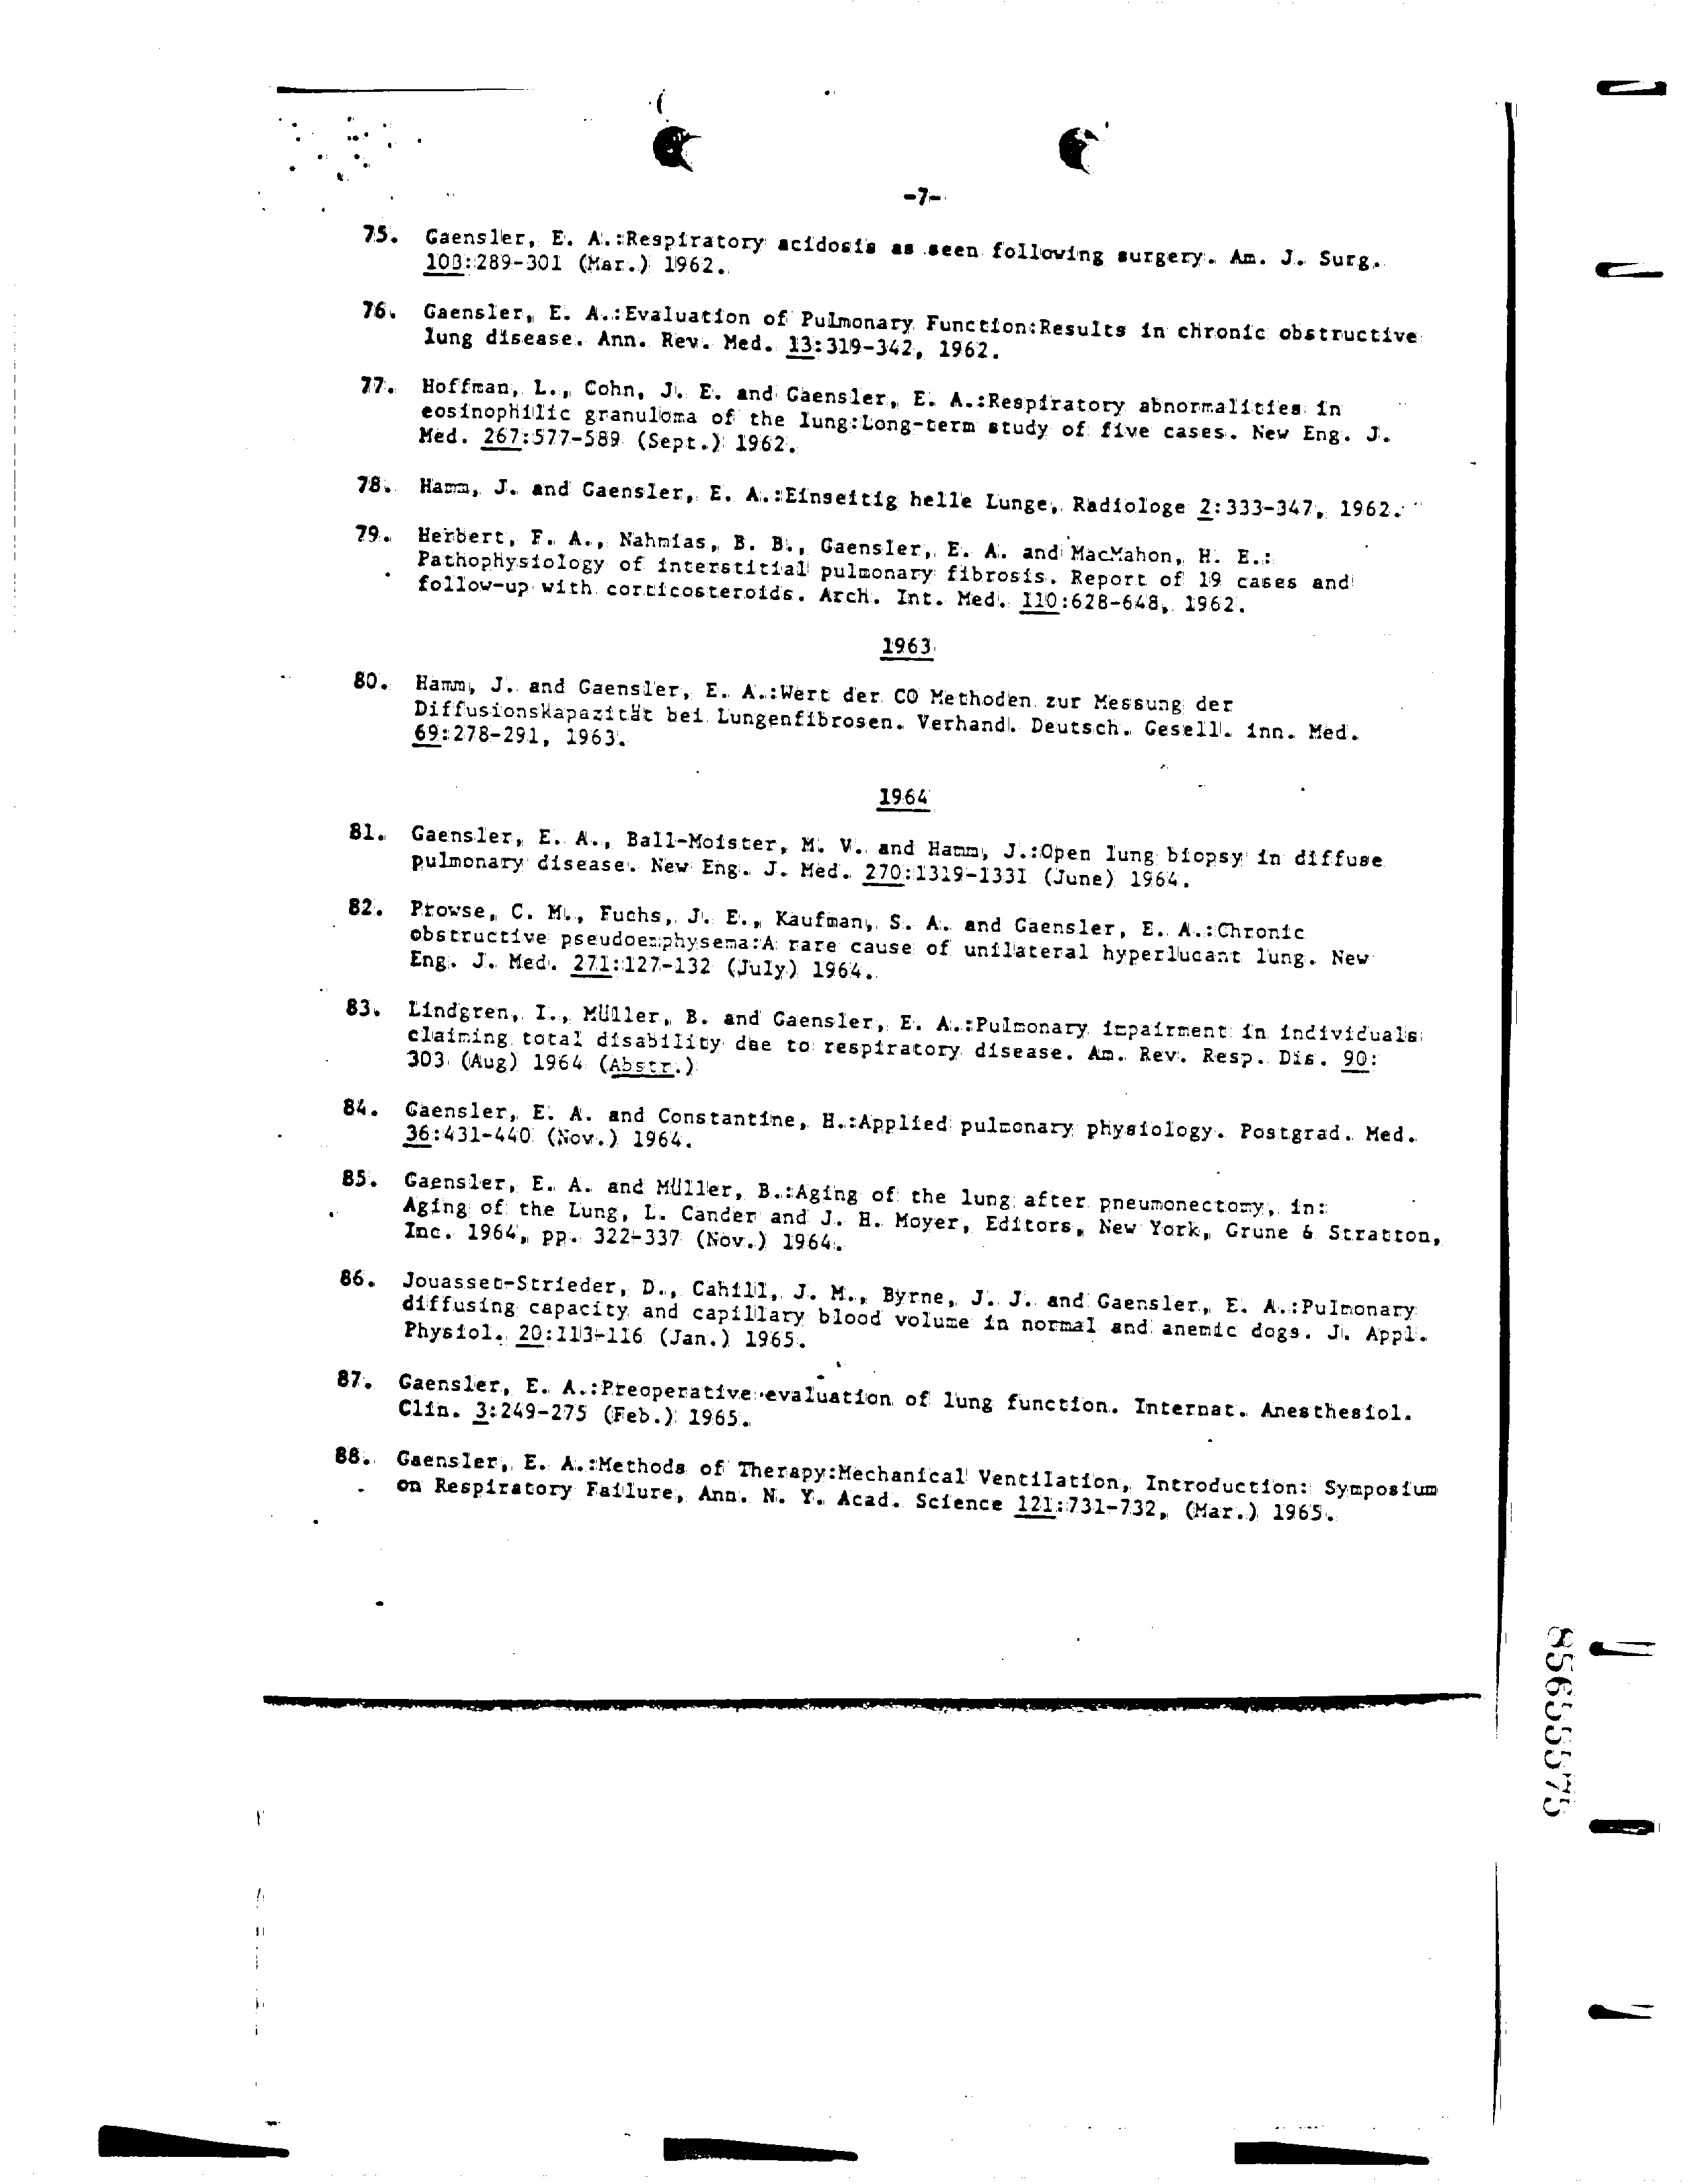 -7-
75. Gaensler, E. A.:Respiratory acidosis as seen following surgery. Am. J. Surg.
103:289-301 (Mar.) 1962.
76. Gaensler, E. A.:Evaluation of Pulmonary Function:Results in chronic obstructive
lung disease. Ann. Rev. Med. 13:319-342, 1962.
77. Hoffman, L., Cohn, J. E. and Gaensler, E. A.:Respiratory abnormalities in
eosinophilic granuloma of the lung:Long-term study of five cases. New Eng. J.
Med. 267:577-589 (Sept.) 1962.
78. Hamm, J. and Gaensler, E. A.:Einseitig helle Lunge, Radiologe 2:333-347, 1962.
79. Herbert, F. A., Nahmias, B. B., Gaensler, E. A. and MacMahon, H. E.:
Pathophysiology of interstitial pulmonary fibrosis. Report of 19 cases and
follow-up with corticosteroids. Arch. Int. Med. 110:628-648, 1962.
1963
80. Hamm, J. and Gaensler, E. A.:Wert der CO Methoden zur Messung der
Diffusionskapazität bei Lungenfibrosen. Verhandl. Deutsch. Gesell. inn. Med.
69:278-291, 1963.
1964
81. Gaensler, E. A., Ball-Moister, M. V. and Hamm, J.:Open lung biopsy in diffuse
pulmonary disease. New Eng. J. Med. 270:1319-1331 (June) 1964.
82. Prowse, C. M., Fuchs, J. E., Kaufman, S. A. and Gaensler, E. A.:Chronic
obstructive pseudoemphysema:A rare cause of unilateral hyperlucant lung. New
Eng. J. Med. 271:127-132 (July) 1964.
83. Lindgren, I., Müller, B. and Gaensler, E. A.:Pulmonary impairment in individuals
claiming total disability due to respiratory disease. Am. Rev. Resp. Dis. 90:
303 (Aug) 1964 (Abstr.)
84. Gaensler, E. A. and Constantine, H.:Applied pulmonary physiology. Postgrad. Med.
36:431-440 (Nov.) 1964.
85. Gaensler, E. A. and Müller, B.:Aging of the lung after pneumonectomy, in:
Aging of the Lung, L. Cander and J. H. Moyer, Editors, New York, Grune & Stratton,
Inc. 1964, pp. 322-337 (Nov.) 1964.
86. Jouasset-Strieder, D., Cahill, J. M., Byrne, J. J. and Gaensler, E. A.:Pulmonary
diffusing capacity and capillary blood volume in normal and anemic dogs. J. Appl.
Physiol. 20:113-116 (Jan.) 1965.
87. Gaensler, E. A.:Preoperative evaluation of lung function. Internat. Anesthesiol.
Clin. 3:249-275 (Feb.) 1965.
88. Gaensler, E. A.:Methods of Therapy:Mechanical Ventilation, Introduction: Symposium
on Respiratory Failure, Ann. N. Y. Acad. Science 121:731-732, (Mar.) 1965.
85655575